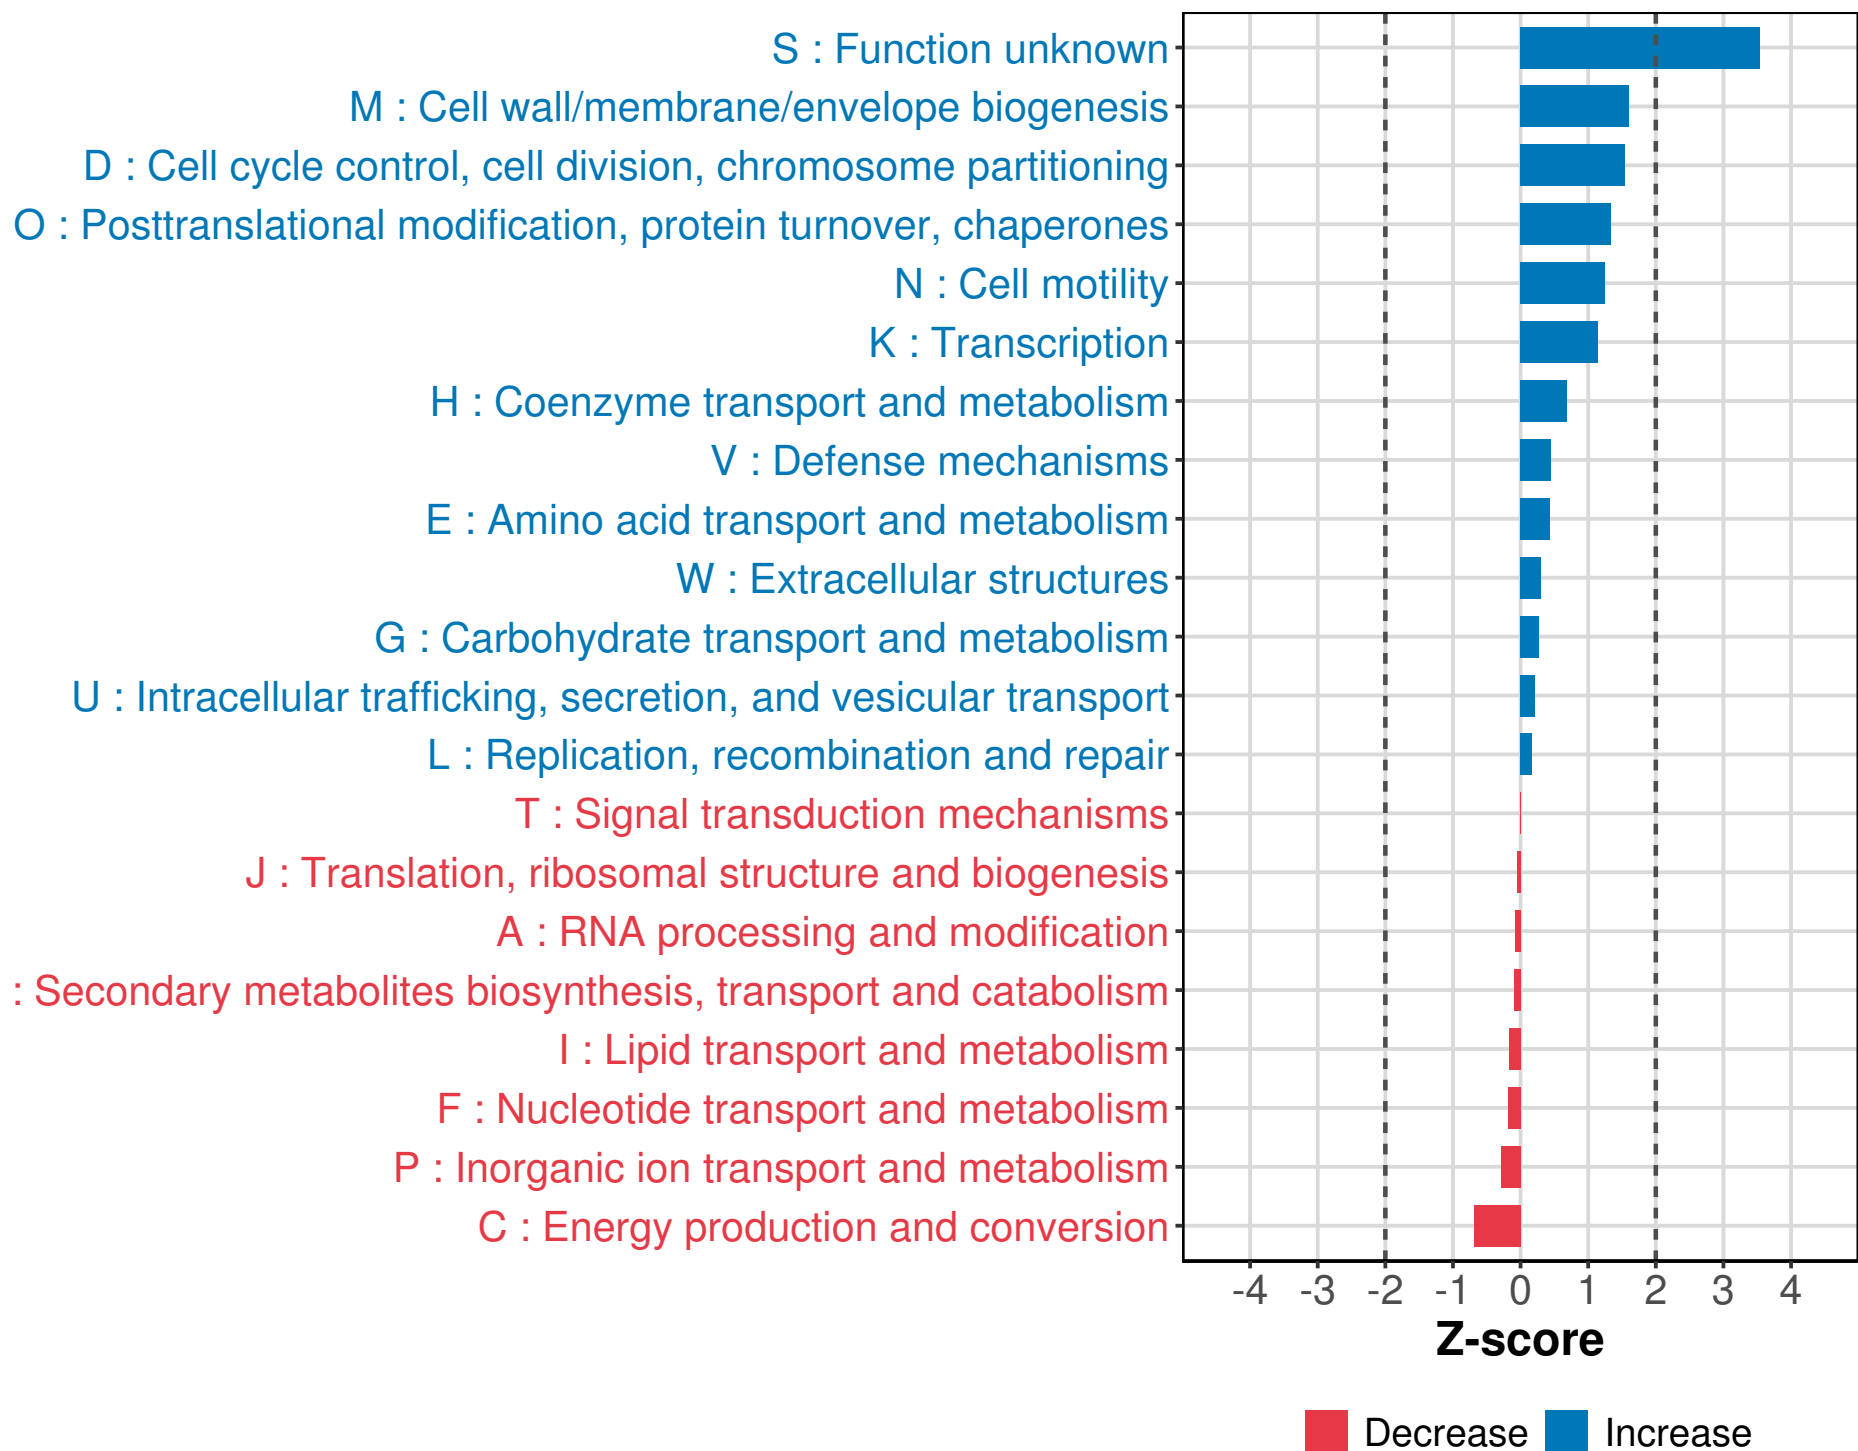 S : Function unknown
M : Cell wall/membrane/envelope biogenesis
D : Cell cycle control, cell division, chromosome partitioning
O : Posttranslational modification, protein turnover, chaperones
N : Cell motility
K : Transcription
H : Coenzyme transport and metabolism
V : Defense mechanisms
E : Amino acid transport and metabolism
W : Extracellular structures
G : Carbohydrate transport and metabolism
U : Intracellular trafficking, secretion, and vesicular transport
L : Replication, recombination and repair
T : Signal transduction mechanisms
J : Translation, ribosomal structure and biogenesis
A : RNA processing and modification
: Secondary metabolites biosynthesis, transport and catabolism
I : Lipid transport and metabolism
F : Nucleotide transport and metabolism
P : Inorganic ion transport and metabolism
C : Energy production and conversion
-4 -3 -2 -1 0 1 2 3 4
Z-score
Decrease Increase